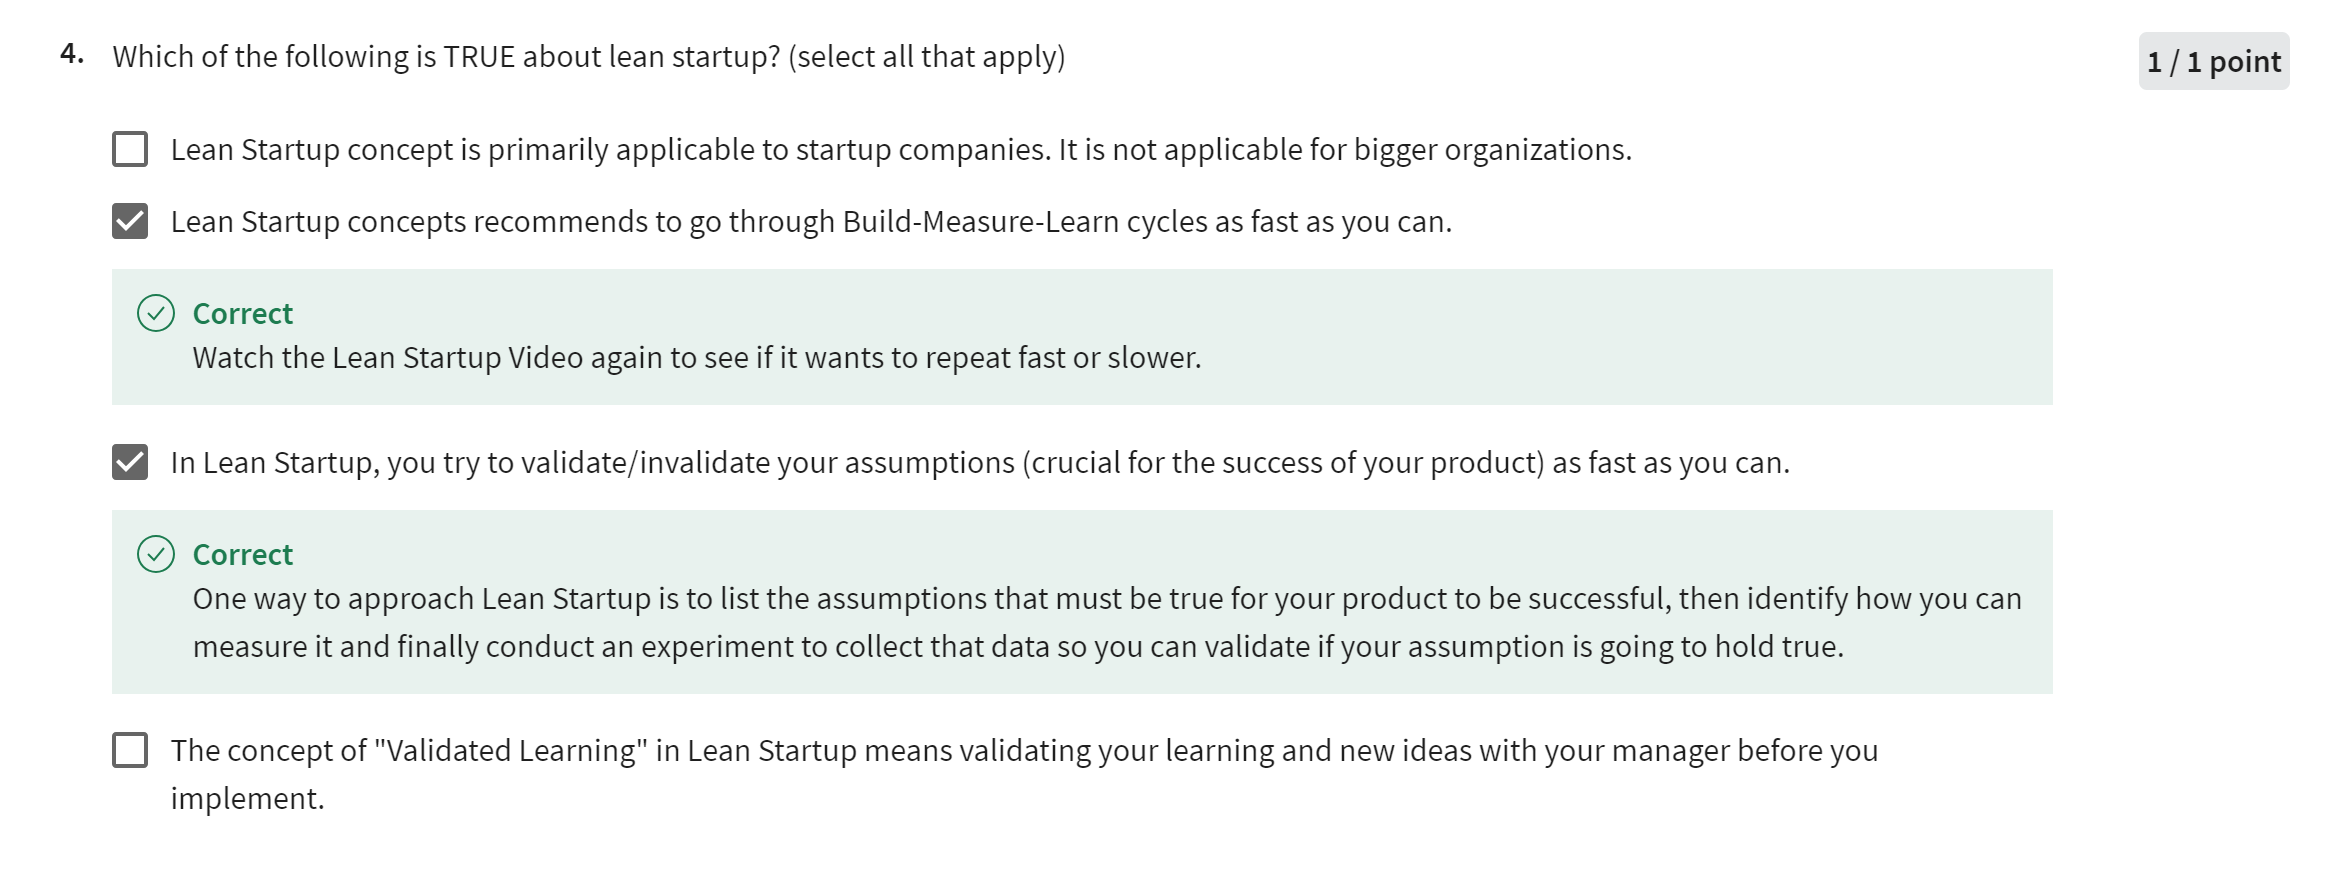 4. Which of the following is TRUE about lean startup? (select all that apply)
1 / 1 point
Lean Startup concept is primarily applicable to startup companies. It is not applicable for bigger organizations.
Lean Startup concepts recommends to go through Build-Measure-Learn cycles as fast as you can.
Correct
Watch the Lean Startup Video again to see if it wants to repeat fast or slower.
In Lean Startup, you try to validate/invalidate your assumptions (crucial for the success of your product) as fast as you can.
Correct
One way to approach Lean Startup is to list the assumptions that must be true for your product to be successful, then identify how you can
measure it and finally conduct an experiment to collect that data so you can validate if your assumption is going to hold true.
The concept of "Validated Learning" in Lean Startup means validating your learning and new ideas with your manager before you
implement.